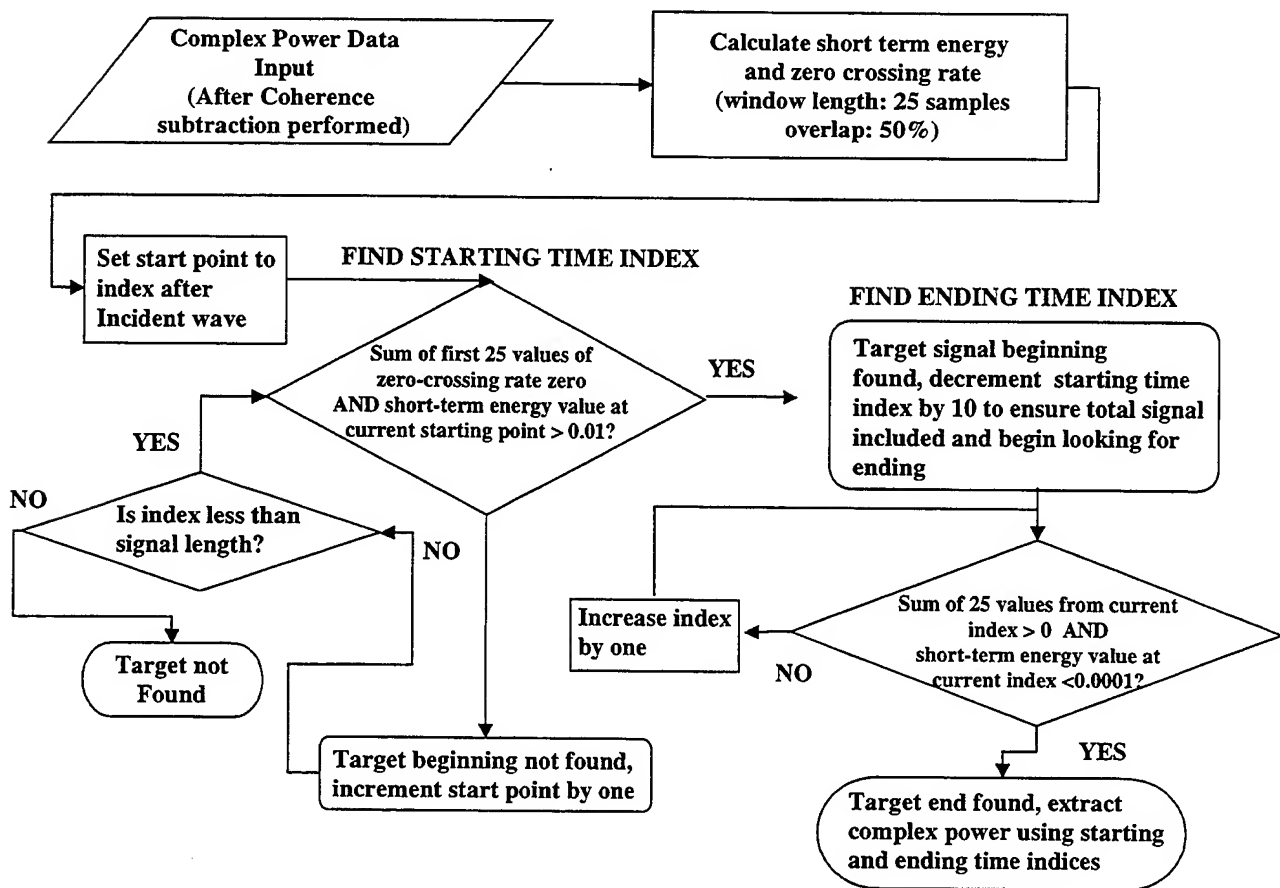 Complex Power Data
Input
(After Coherence
subtraction performed)
Calculate short term energy
and zero crossing rate
(window length: 25 samples
overlap: 50%)
Set start point to
index after
Incident wave
FIND STARTING TIME INDEX
Sum of first 25 values of
zero-crossing rate zero
AND short-term energy value at
current starting point > 0.01?
YES
FIND ENDING TIME INDEX
Target signal beginning
found, decrement starting time
index by 10 to ensure total signal
included and begin looking for
ending
YES
NO
Is index less than
signal length?
NO
Target not
Found
Target beginning not found,
increment start point by one
Increase index
by one
NO
Sum of 25 values from current
index > 0 AND
short-term energy value at
current index <0.0001?
YES
Target end found, extract
complex power using starting
and ending time indices